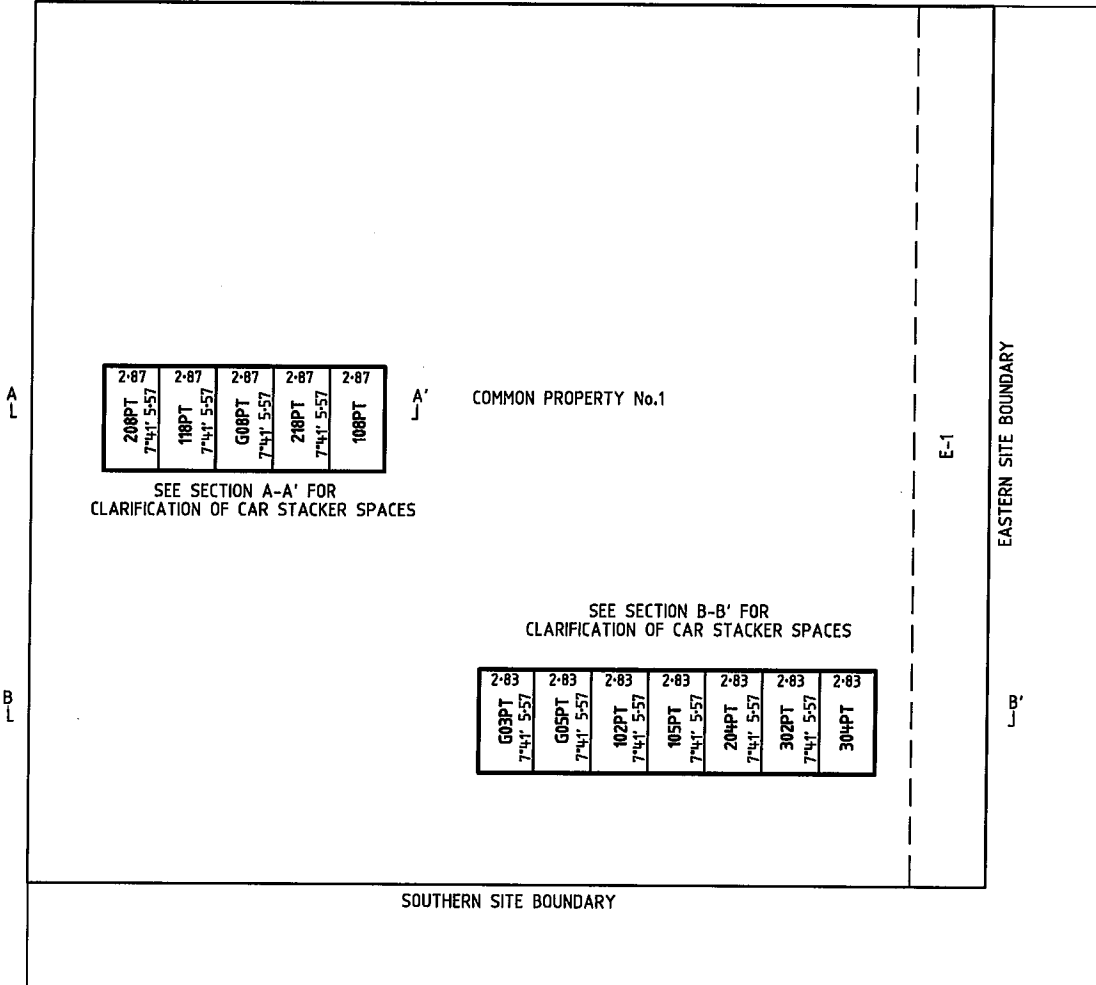 2·87 2·87 2·87 2·87 2·87
208PT 7°41' 5·57 118PT 7°41' 5·57 G08PT 7°41' 5·57 218PT 7°41' 5·57 108PT
A
L
A'
COMMON PROPERTY No.1
SEE SECTION A-A' FOR
CLARIFICATION OF CAR STACKER SPACES
E-1
EASTERN SITE BOUNDARY
SEE SECTION B-B' FOR
CLARIFICATION OF CAR STACKER SPACES
2·83 2·83 2·83 2·83 2·83 2·83 2·83
G03PT 7°41' 5·57 G05PT 7°41' 5·57 102PT 7°41' 5·57 105PT 7°41' 5·57 204PT 7°41' 5·57 302PT 7°41' 5·57 304PT
B
L
B'
SOUTHERN SITE BOUNDARY